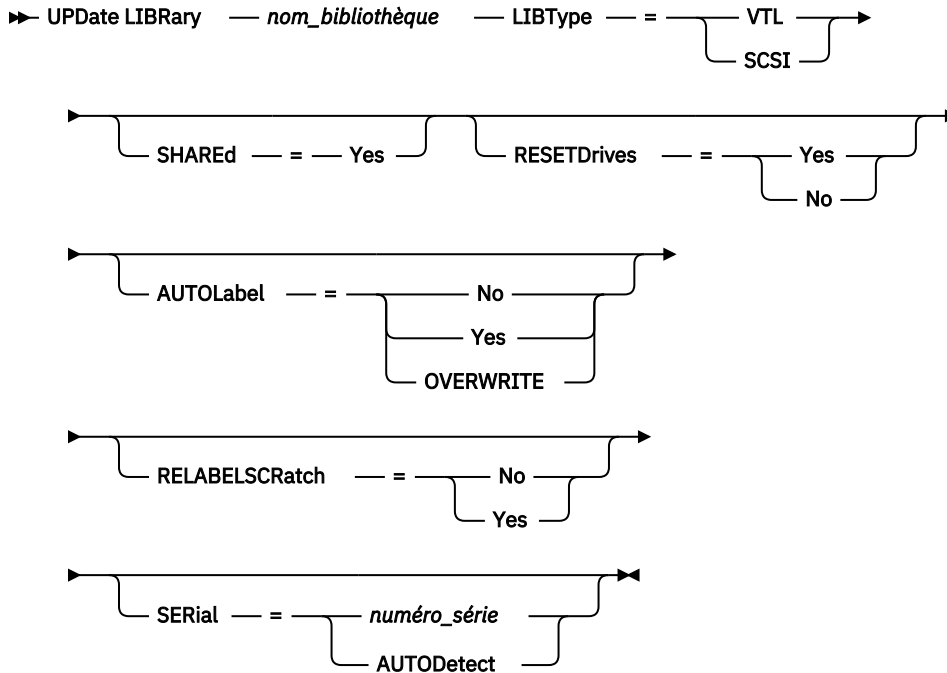 UPDate LIBRary nom_bibliothèque LIBType = VTL
SCSI
SHAREd = Yes RESETDrives = Yes
No
AUTOLabel = No
Yes
OVERWRITE
RELABELSCRatch = No
Yes
SERial = numéro_série
AUTODetect